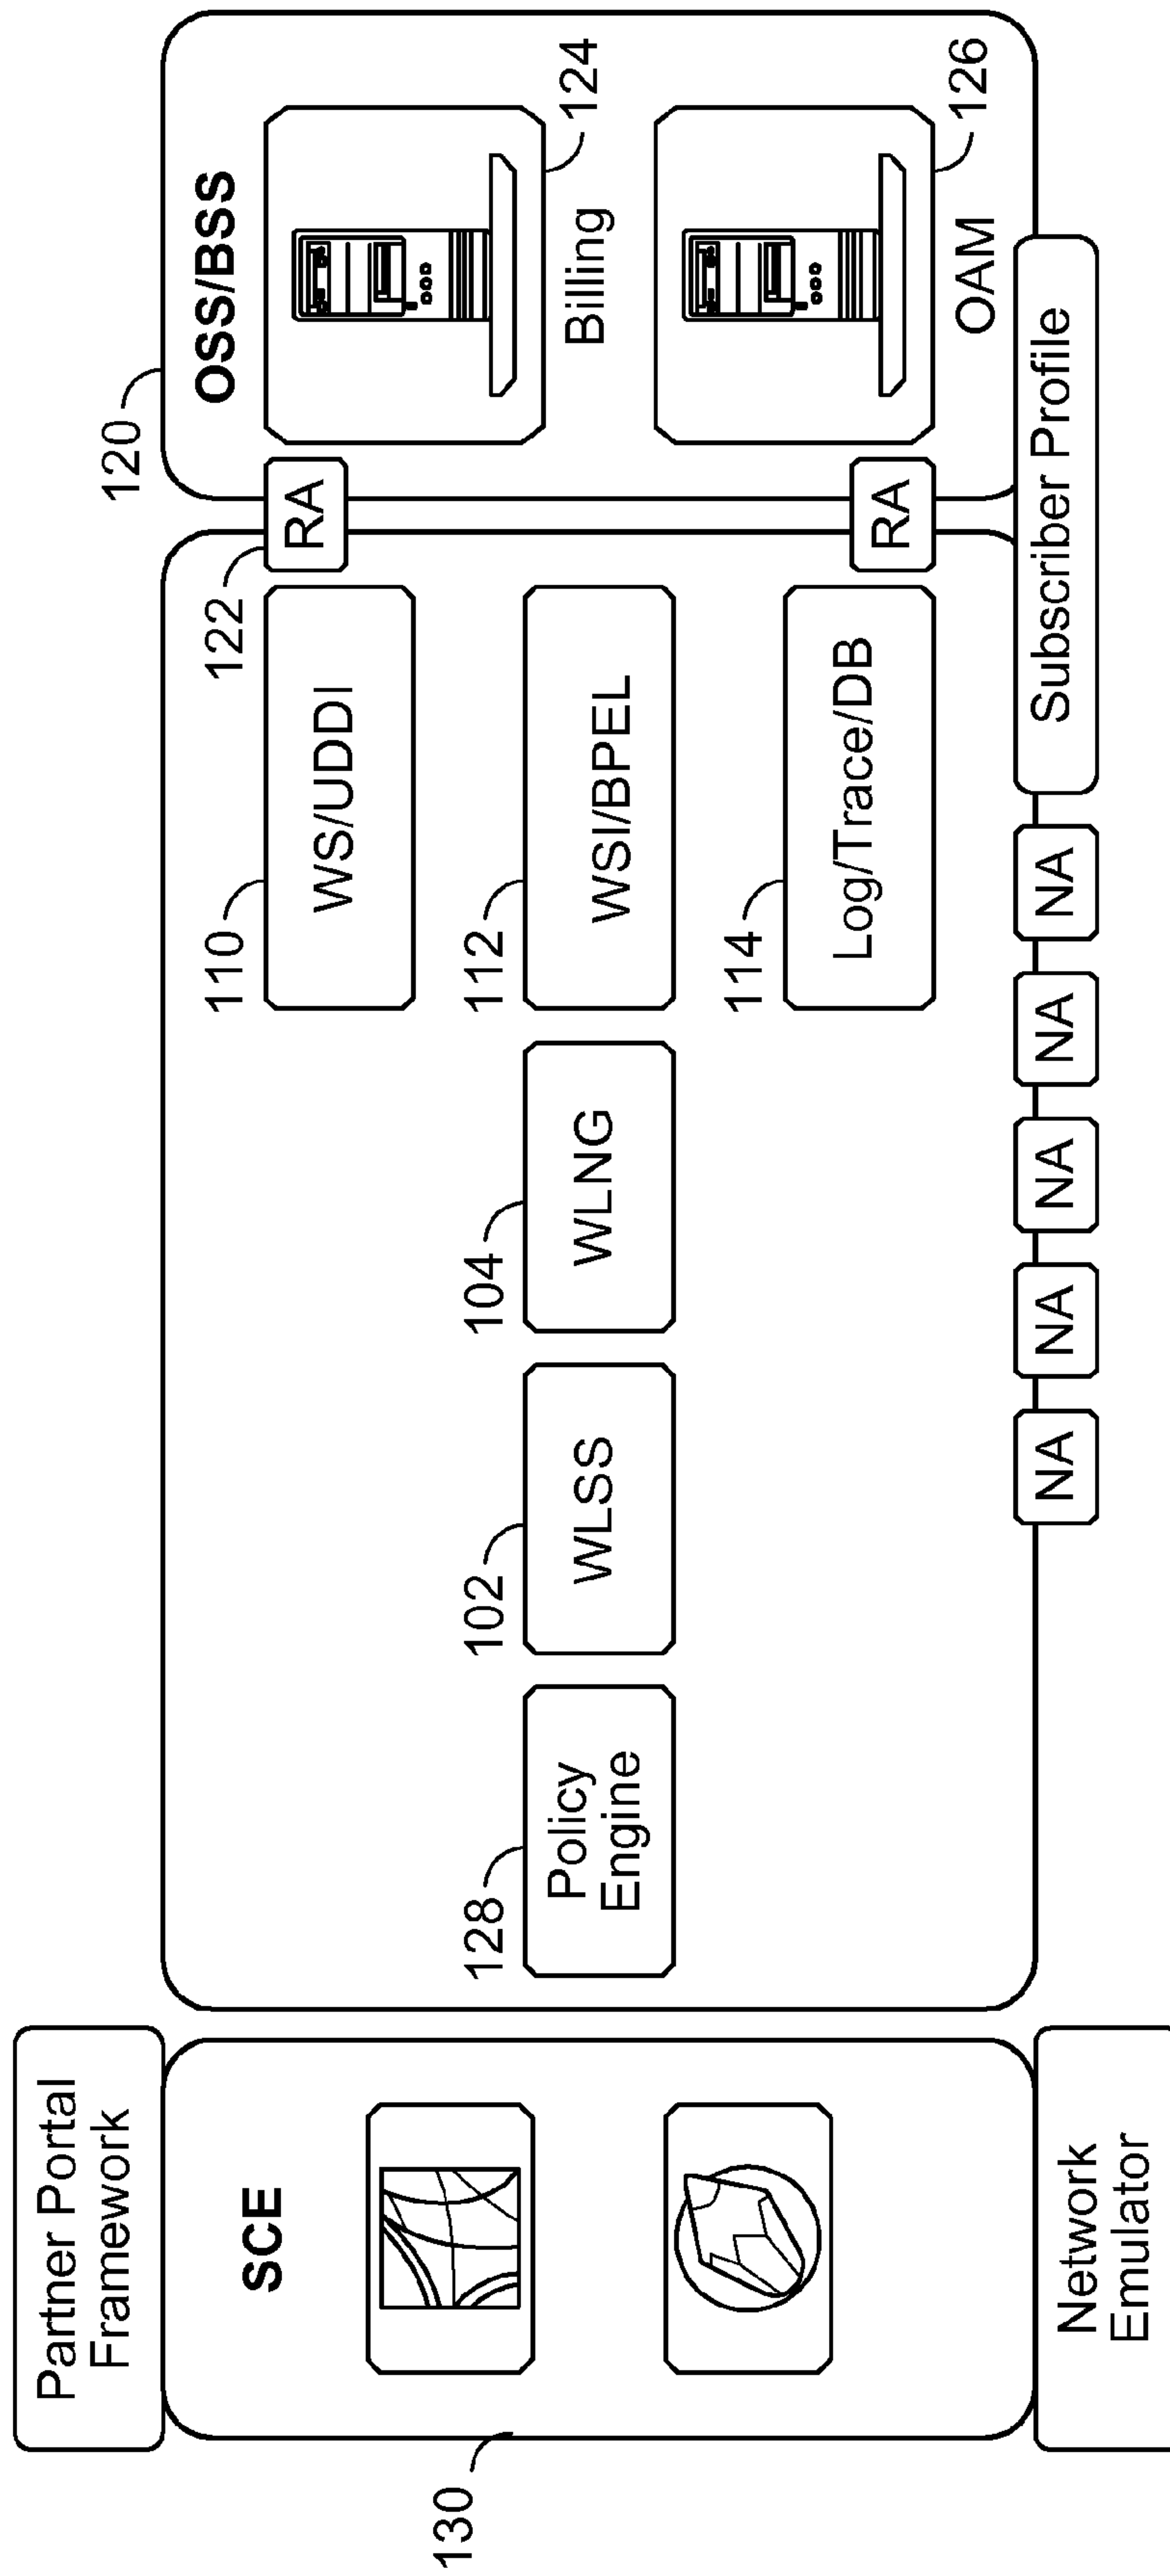 Partner Portal
Framework
130
SCE
Network
Emulator
128
Policy
Engine
102
WLSS
104
WLNG
110
WS/UDDI
112
WSI/BPEL
114
Log/Trace/DB
NA
NA
NA
NA
NA
Subscriber Profile
122
RA
RA
120
OSS/BSS
124
Billing
126
OAM